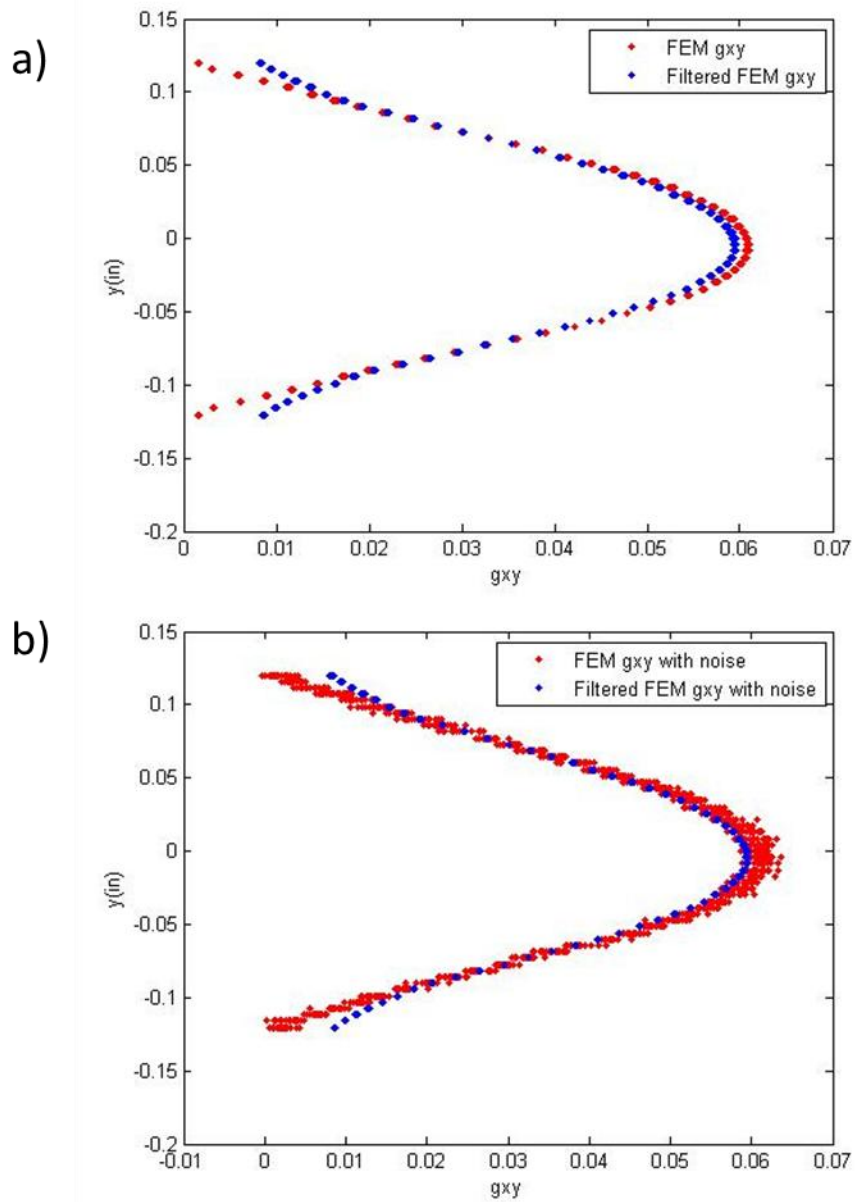 a)
0.15
0.1
0.05
0
-0.05
-0.1
-0.15
-0.2
y(in)
FEM gxy
Filtered FEM gxy
0 0.01 0.02 0.03 0.04 0.05 0.06 0.07
gxy
b)
0.15
0.1
0.05
0
-0.05
-0.1
-0.15
-0.2
y(in)
FEM gxy with noise
Filtered FEM gxy with noise
-0.01 0 0.01 0.02 0.03 0.04 0.05 0.06 0.07
gxy